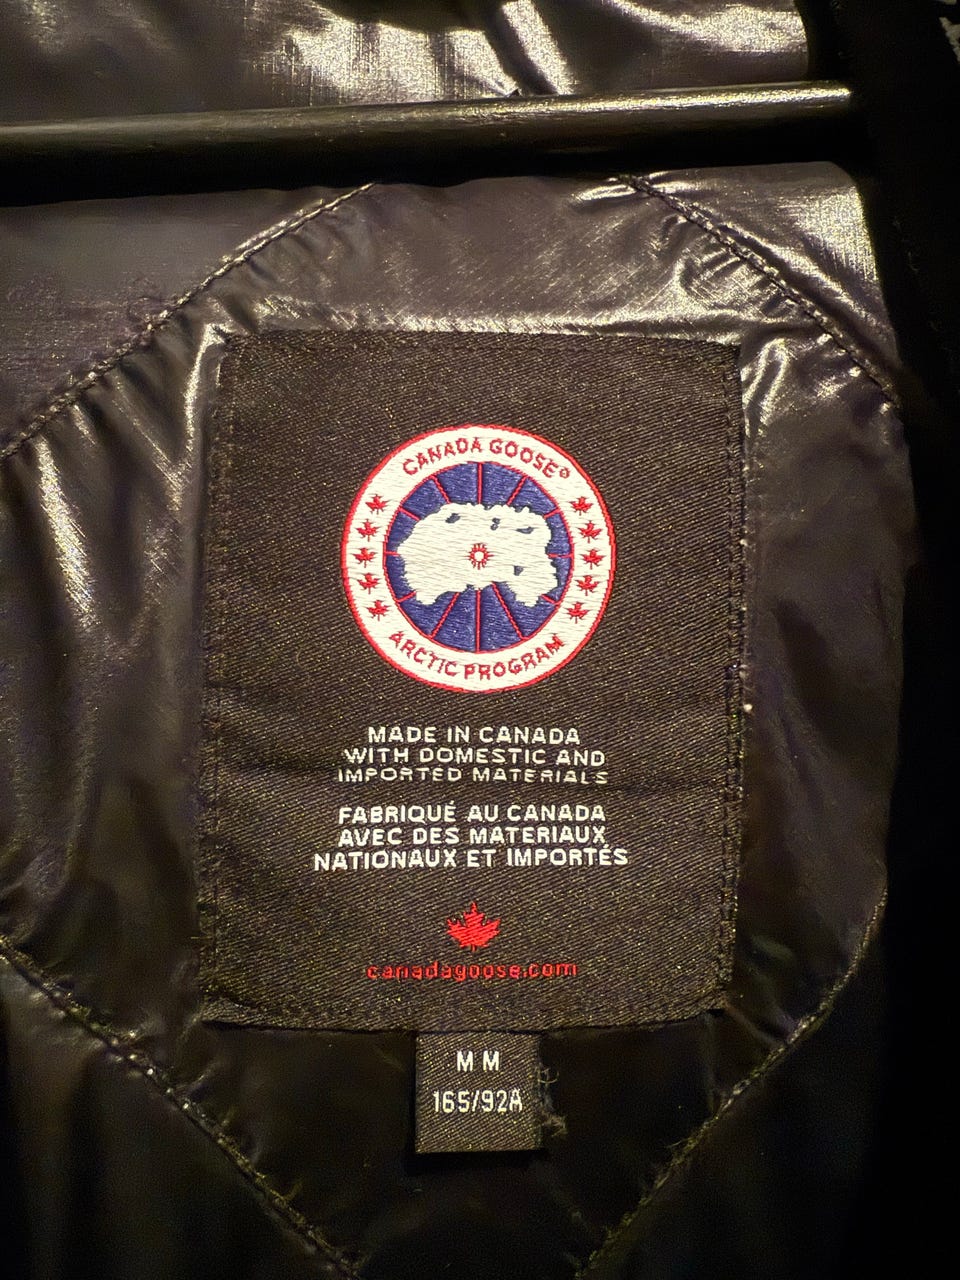 CANADA GOOSE®
ARCTIC PROGRAM
MADE IN CANADA
WITH DOMESTIC AND
IMPORTED MATERIALS
FABRIQUÉ AU CANADA
AVEC DES MATERIAUX
NATIONAUX ET IMPORTÉS
canadagoose.com
M M
165/92A